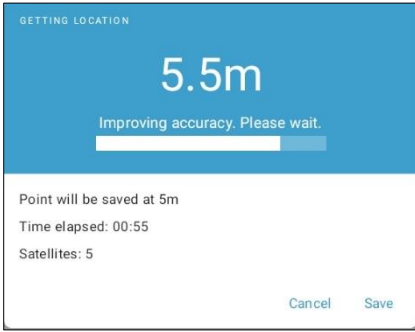 GETTING LOCATION
5.5m
Improving accuracy. Please wait.
Point will be saved at 5m
Time elapsed: 00:55
Satellites: 5
Cancel Save